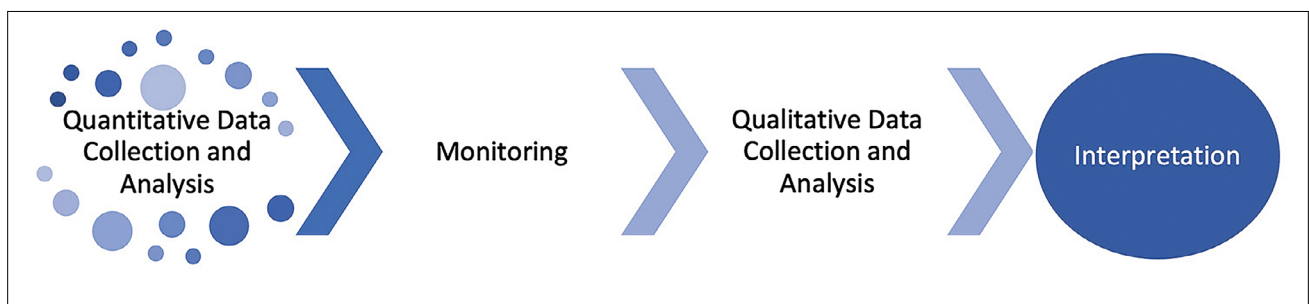 Quantitative Data
Collection and
Analysis
Monitoring
Qualitative Data
Collection and
Analysis
Interpretation